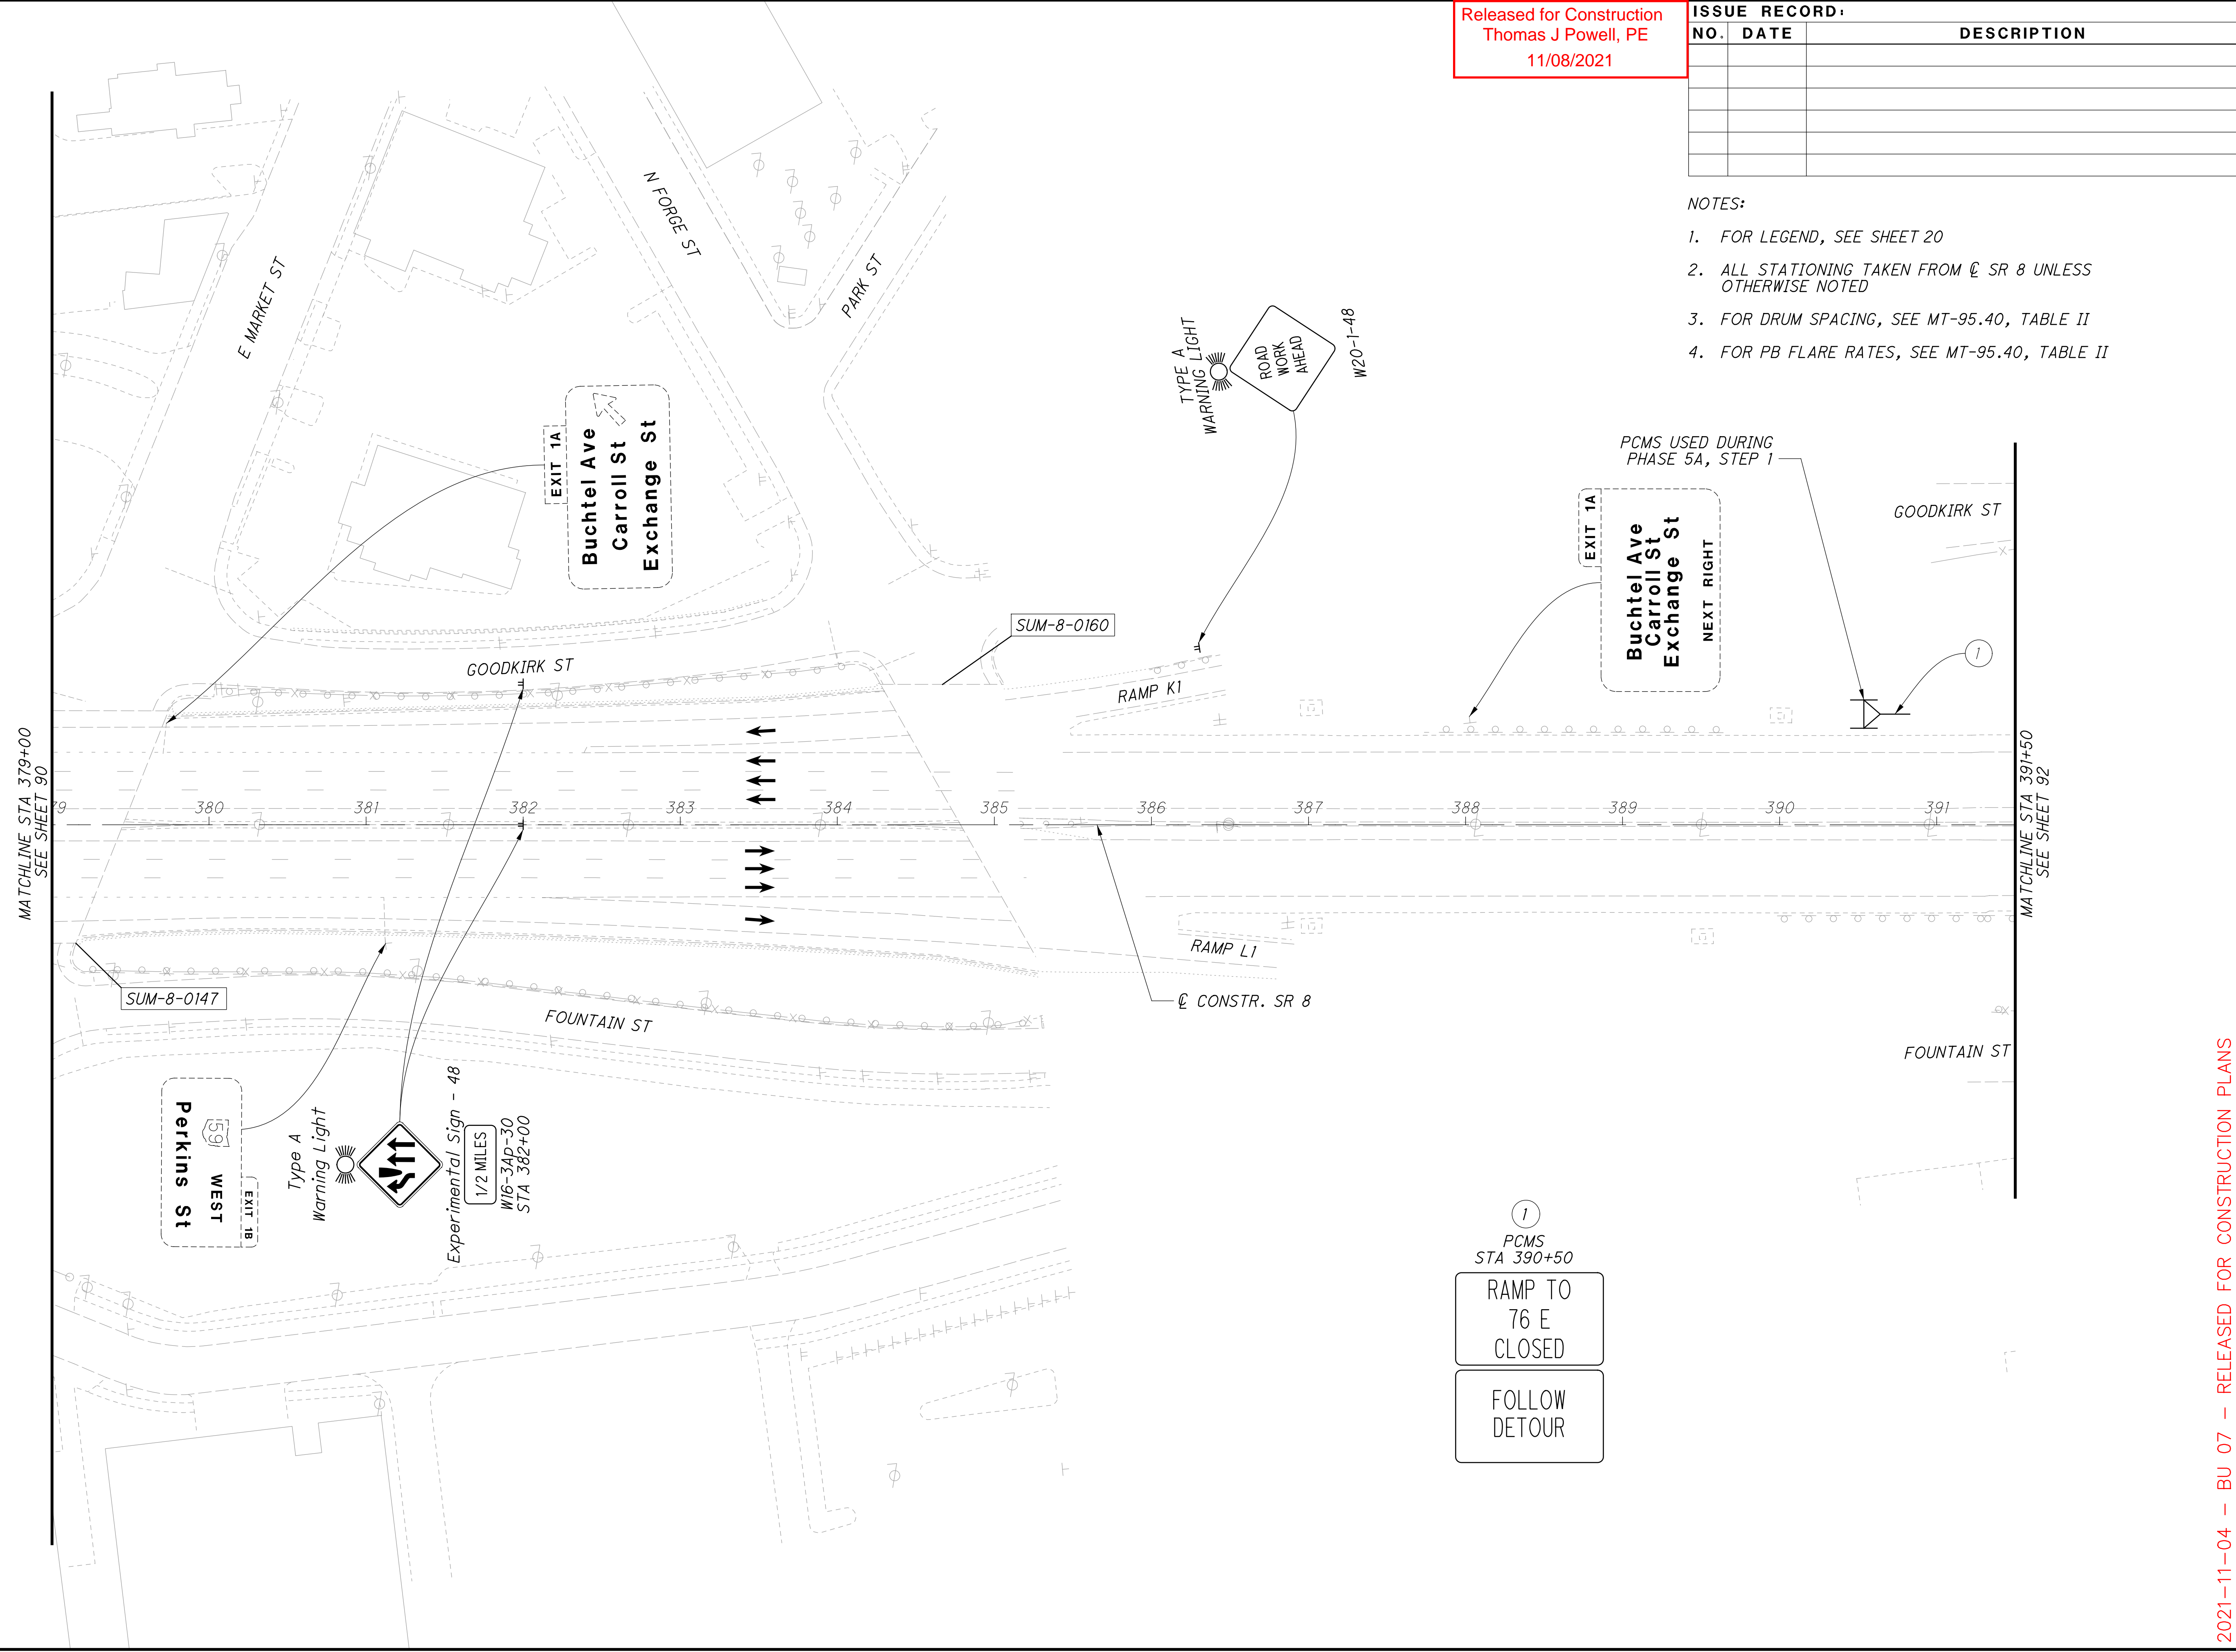 Released for Construction
Thomas J Powell, PE
11/08/2021
ISSUE RECORD:
NO. DATE DESCRIPTION
NOTES:
1. FOR LEGEND, SEE SHEET 20
2. ALL STATIONING TAKEN FROM ℄ SR 8 UNLESS
OTHERWISE NOTED
3. FOR DRUM SPACING, SEE MT-95.40, TABLE II
4. FOR PB FLARE RATES, SEE MT-95.40, TABLE II
E MARKET ST
N FORGE ST
PARK ST
TYPE A
WARNING LIGHT
ROAD
WORK
AHEAD
W20-1-48
EXIT 1A
Buchtel Ave
Carroll St
Exchange St
PCMS USED DURING
PHASE 5A, STEP 1
EXIT 1A
Buchtel Ave
Carroll St
Exchange St
NEXT RIGHT
GOODKIRK ST
1
SUM-8-0160
GOODKIRK ST
RAMP K1
MATCHLINE STA 379+00
SEE SHEET 90
79 380 381 382 383 384 385 386 387 388 389 390 391
MATCHLINE STA 391+50
SEE SHEET 92
RAMP L1
SUM-8-0147
℄ CONSTR. SR 8
FOUNTAIN ST
FOUNTAIN ST
EXIT 1B
59 WEST
Perkins St
Type A
Warning Light
Experimental Sign - 48
1/2 MILES
W16-3Ap-30
STA 382+00
1
PCMS
STA 390+50
RAMP TO
76 E
CLOSED
FOLLOW
DETOUR
2021-11-04 - BU 07 - RELEASED FOR CONSTRUCTION PLANS